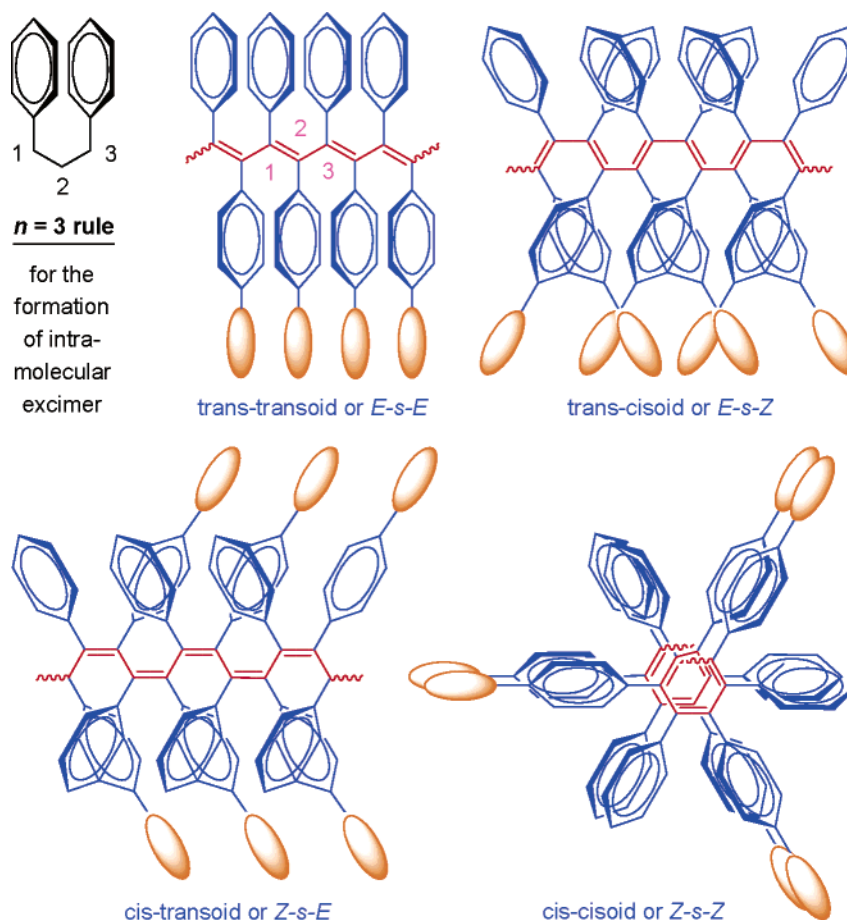 1
3
2
n = 3 rule
for the
formation
of intra-
molecular
excimer
2
1
3
trans-transoid or E-s-E
trans-cisoid or E-s-Z
cis-transoid or Z-s-E
cis-cisoid or Z-s-Z